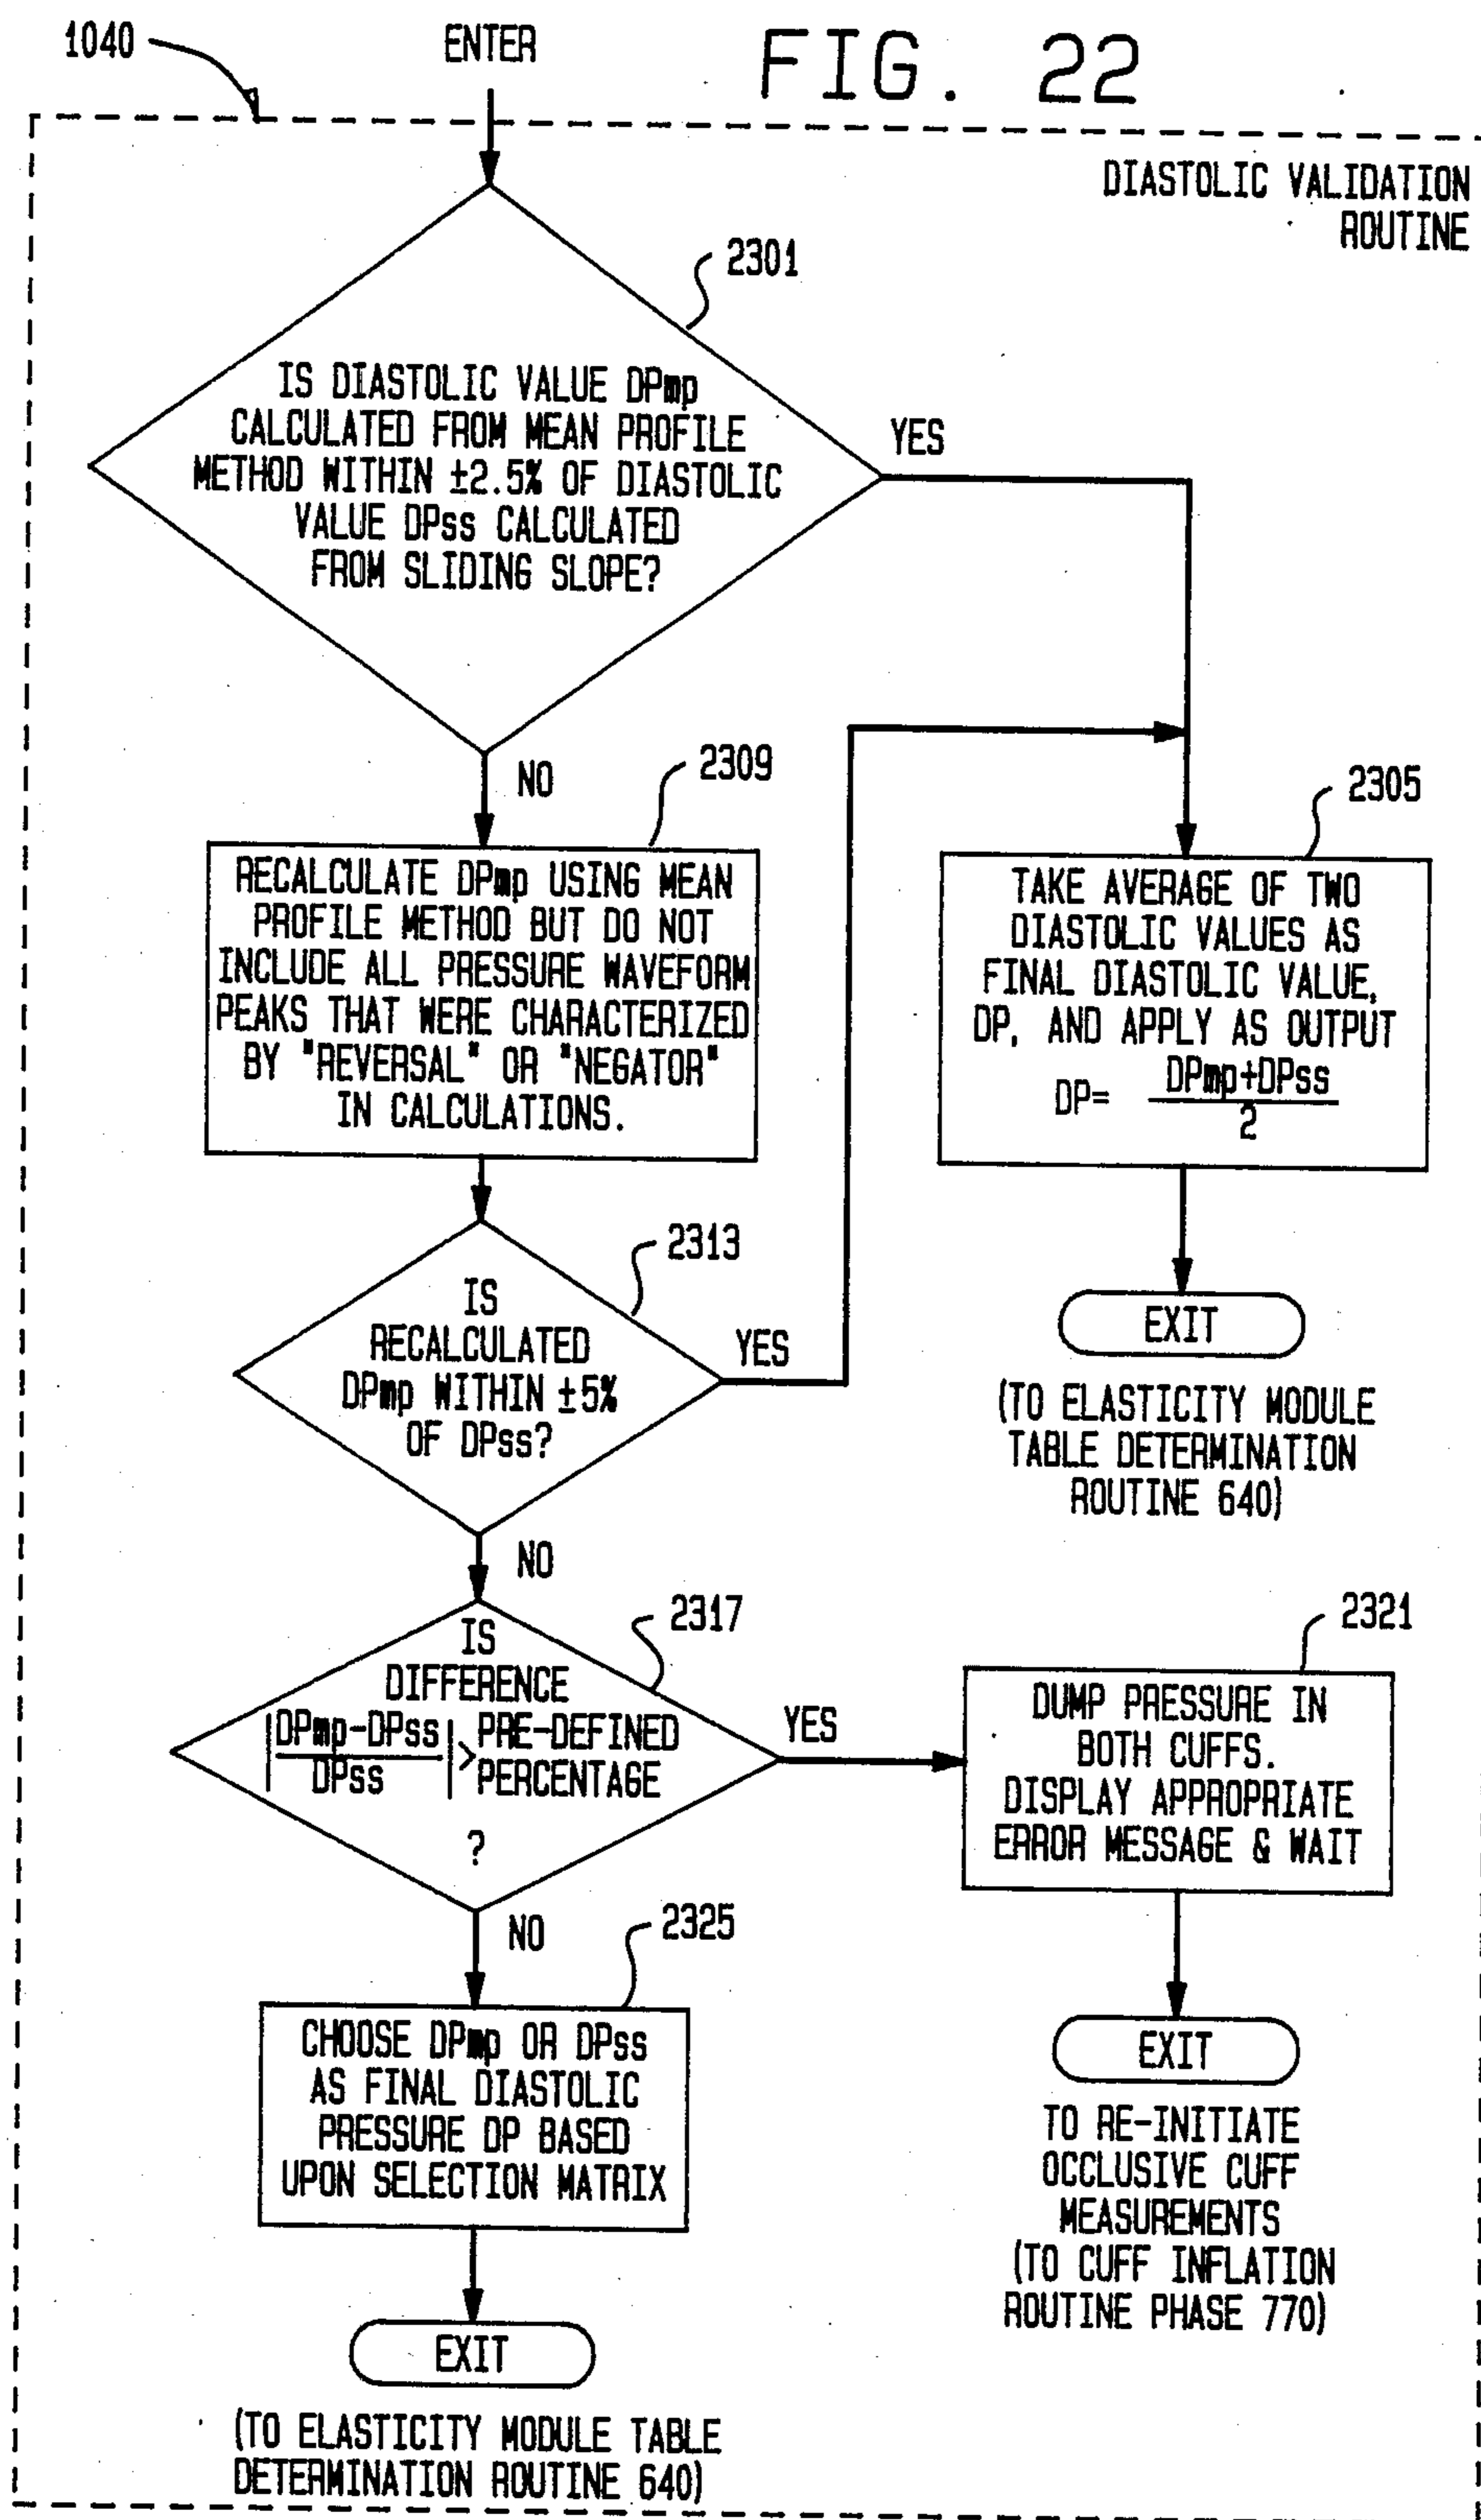 1040
ENTER
FIG. 22
DIASTOLIC VALIDATION
ROUTINE
2301
IS DIASTOLIC VALUE DPmp
CALCULATED FROM MEAN PROFILE
METHOD WITHIN ±2.5% OF DIASTOLIC
VALUE DPss CALCULATED
FROM SLIDING SLOPE?
YES
NO
2309
RECALCULATE DPmp USING MEAN
PROFILE METHOD BUT DO NOT
INCLUDE ALL PRESSURE WAVEFORM
PEAKS THAT WERE CHARACTERIZED
BY "REVERSAL" OR "NEGATOR"
IN CALCULATIONS.
2305
TAKE AVERAGE OF TWO
DIASTOLIC VALUES AS
FINAL DIASTOLIC VALUE,
DP, AND APPLY AS OUTPUT
DP= DPmp+DPss
2
EXIT
(TO ELASTICITY MODULE
TABLE DETERMINATION
ROUTINE 640)
2313
IS
RECALCULATED
DPmp WITHIN ±5%
OF DPss?
YES
NO
2317
IS
DIFFERENCE
|DPmp-DPss| > PRE-DEFINED
DPss PERCENTAGE
?
YES
NO
2321
DUMP PRESSURE IN
BOTH CUFFS.
DISPLAY APPROPRIATE
ERROR MESSAGE & WAIT
EXIT
TO RE-INITIATE
OCCLUSIVE CUFF
MEASUREMENTS
(TO CUFF INFLATION
ROUTINE PHASE 770)
2325
CHOOSE DPmp OR DPss
AS FINAL DIASTOLIC
PRESSURE DP BASED
UPON SELECTION MATRIX
EXIT
(TO ELASTICITY MODULE TABLE
DETERMINATION ROUTINE 640)